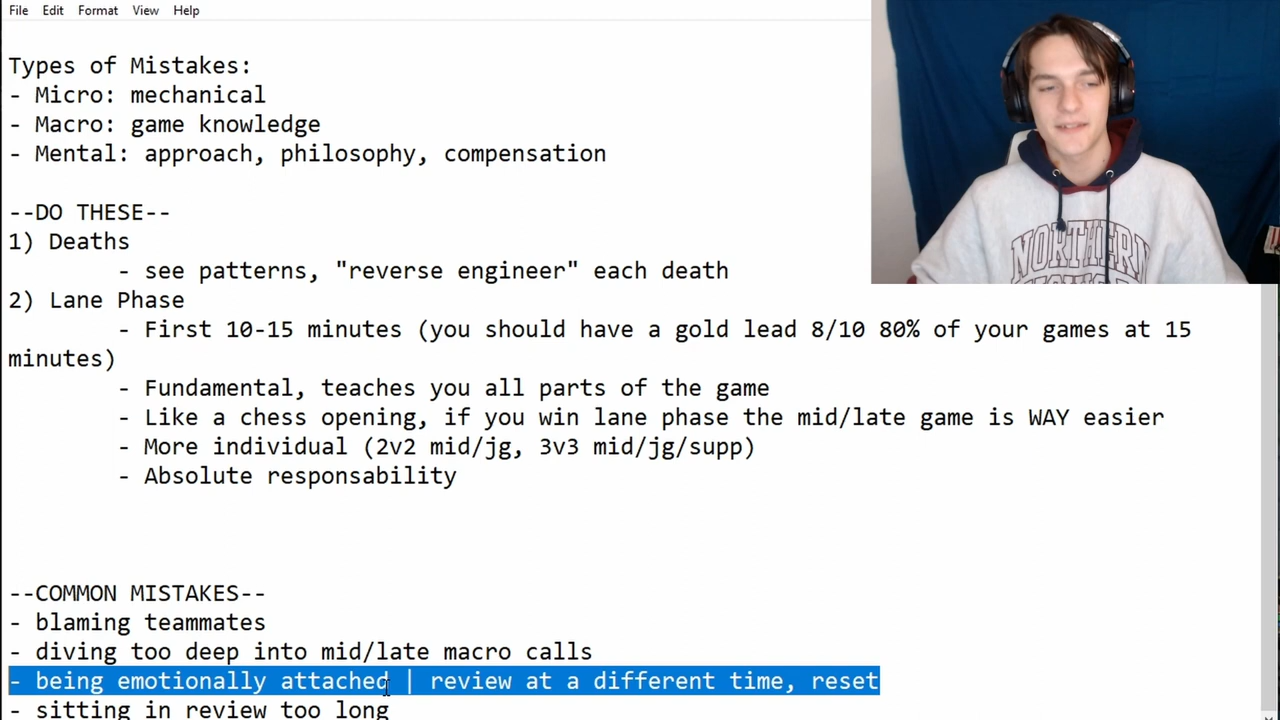 File Edit Format View Help
Types of Mistakes:
- Micro: mechanical
- Macro: game knowledge
- Mental: approach, philosophy, compensation
--DO THESE--
1) Deaths
- see patterns, "reverse engineer" each death
2) Lane Phase
- First 10-15 minutes (you should have a gold lead 8/10 80% of your games at 15
minutes)
- Fundamental, teaches you all parts of the game
- Like a chess opening, if you win lane phase the mid/late game is WAY easier
- More individual (2v2 mid/jg, 3v3 mid/jg/supp)
- Absolute responsability
--COMMON MISTAKES--
- blaming teammates
- diving too deep into mid/late macro calls
- being emotionally attached | review at a different time, reset
- sitting in review too long
NORTHERN